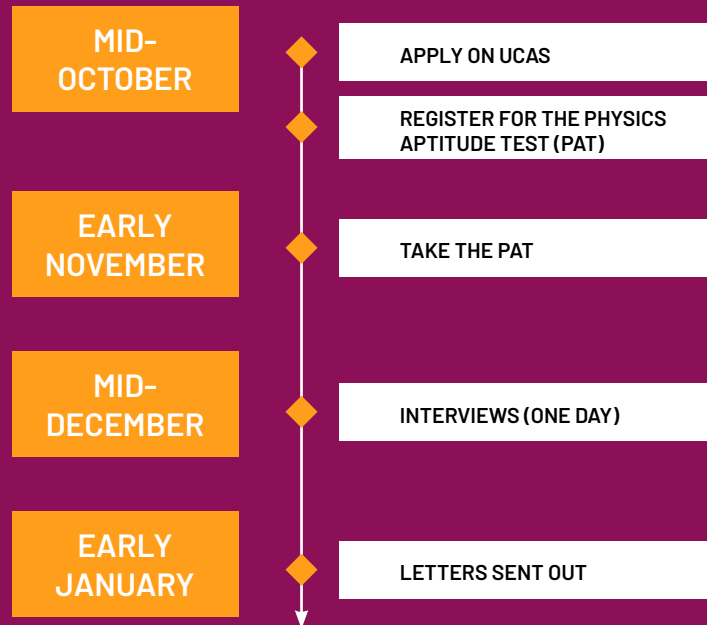 MID-
OCTOBER
APPLY ON UCAS
REGISTER FOR THE PHYSICS
APTITUDE TEST (PAT)
EARLY
NOVEMBER
TAKE THE PAT
MID-
DECEMBER
INTERVIEWS (ONE DAY)
EARLY
JANUARY
LETTERS SENT OUT